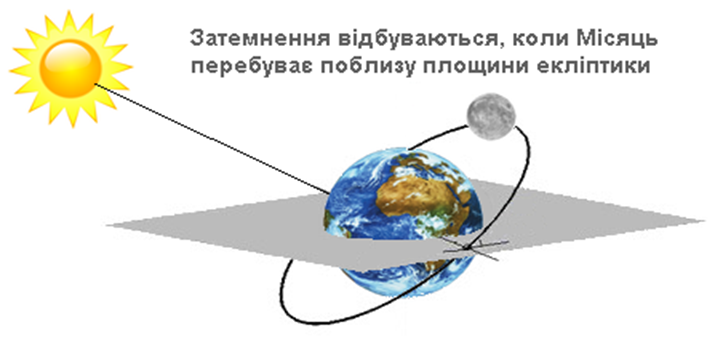 Затемнення відбуваються, коли Місяць
перебуває поблизу площини екліптики